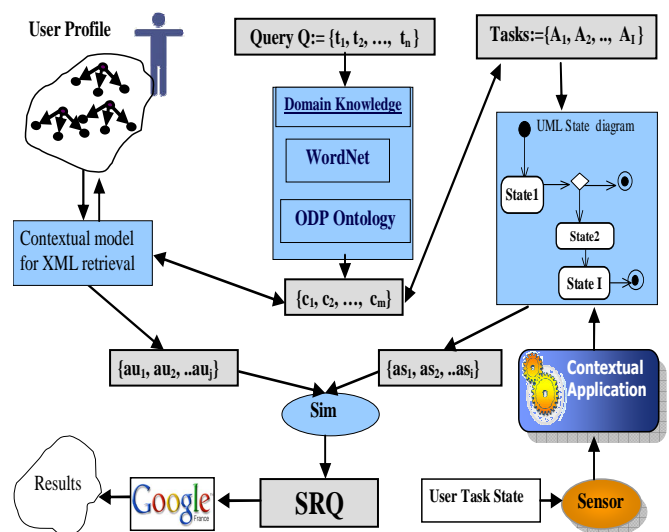 User Profile
Query Q:= {t1, t2, …, tn}
Tasks:={A1, A2, .., AI}
Domain Knowledge
WordNet
ODP Ontology
UML State diagram
State1
State2
State I
Contextual model
for XML retrieval
{c1, c2, …, cm}
{au1, au2, ..auj}
{as1, as2, ..asi}
Contextual
Application
Sim
Results
Google
France
SRQ
User Task State
Sensor